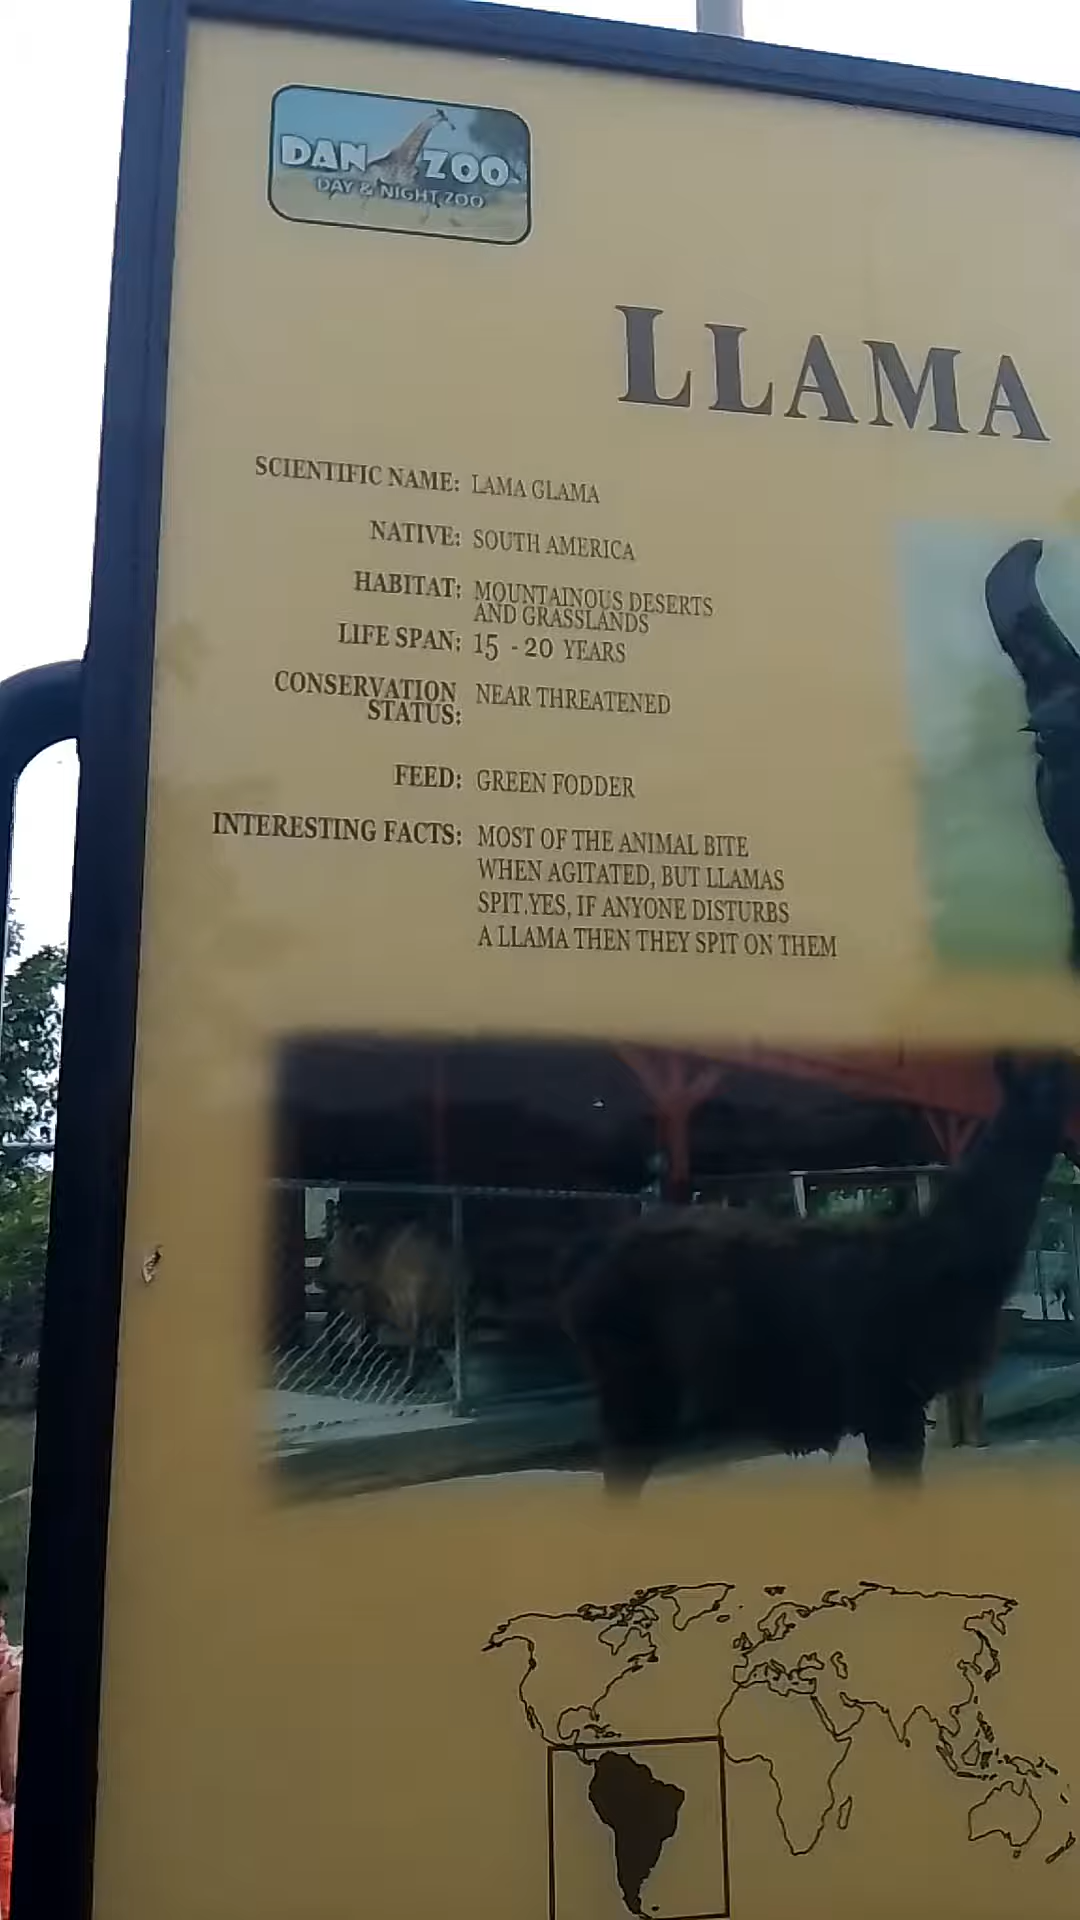 DAN ZOO
DAY & NIGHT ZOO
LLAMA
SCIENTIFIC NAME: LAMA GLAMA
NATIVE: SOUTH AMERICA
HABITAT: MOUNTAINOUS DESERTS
AND GRASSLANDS
LIFE SPAN: 15 - 20 YEARS
CONSERVATION NEAR THREATENED
STATUS:
FEED: GREEN FODDER
INTERESTING FACTS: MOST OF THE ANIMAL BITE
WHEN AGITATED, BUT LLAMAS
SPIT.YES, IF ANYONE DISTURBS
A LLAMA THEN THEY SPIT ON THEM